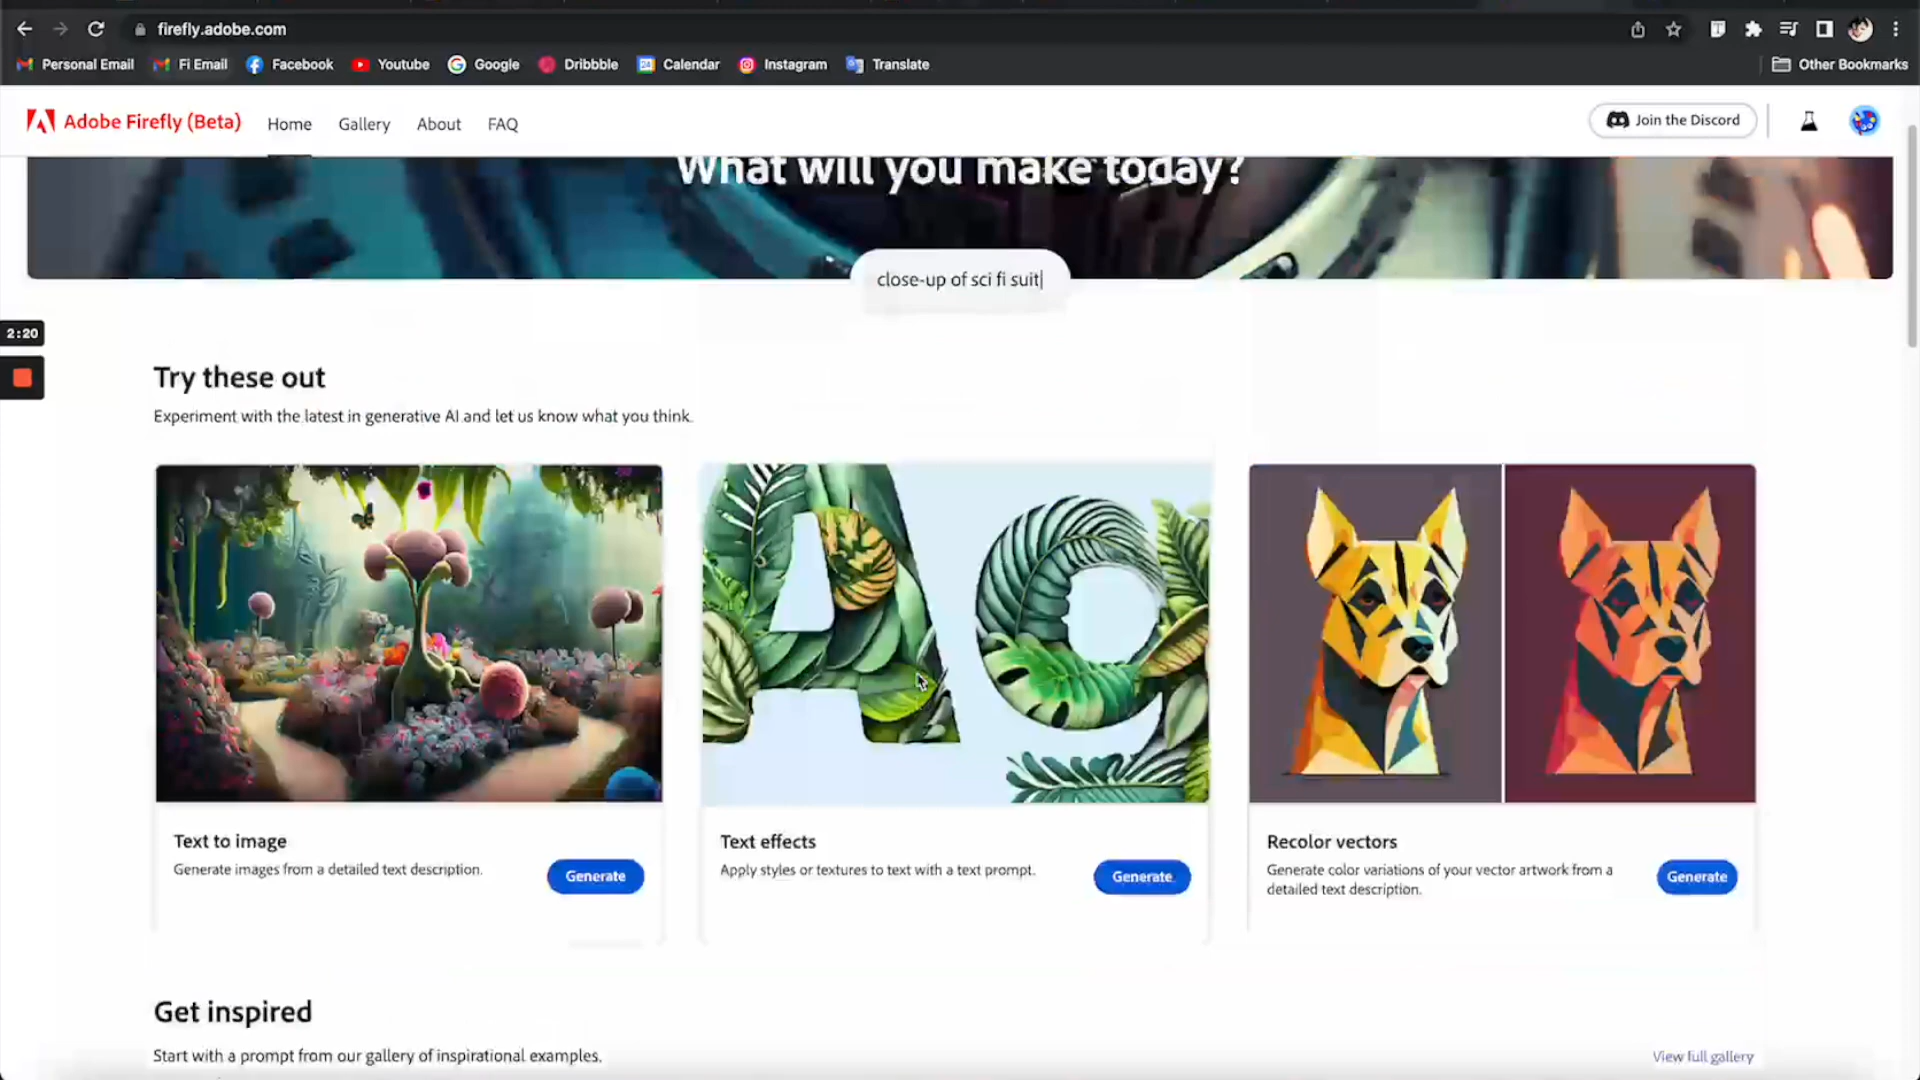 firefly.adobe.com
Personal Email
Fi Email
Facebook
Youtube
Google
Dribbble
Calendar
Instagram
Translate
Other Bookmarks
Adobe Firefly (Beta)
Home
Gallery
About
FAQ
Join the Discord
What will you make today?
close-up of sci fi suit
2:20
Try these out
Experiment with the latest in generative AI and let us know what you think.
Text to image
Generate images from a detailed text description.
Generate
Text effects
Apply styles or textures to text with a text prompt.
Generate
Recolor vectors
Generate color variations of your vector artwork from a
detailed text description.
Generate
Get inspired
Start with a prompt from our gallery of inspirational examples.
View full gallery